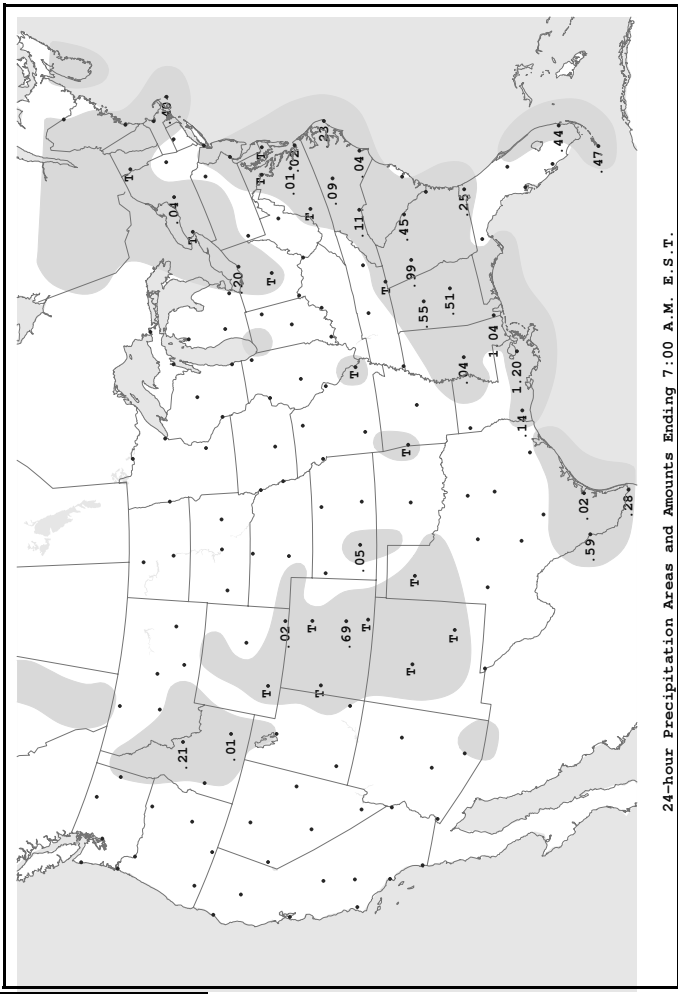 T
.04
T
.21
.01
.20
T
T
T
T
.02
.01
.02
T
T
T
.23
.09
.69
T
.04
.11
.05
T
T
.45
T
.99
T
T
.55
.51
T
.04
.25
1.04
1.20
.14
.44
.02
.59
.47
.28
24-hour Precipitation Areas and Amounts Ending 7:00 A.M. E.S.T.